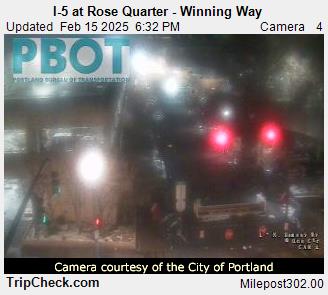 I-5 at Rose Quarter - Winning Way
Updated Feb 15 2025 6:32 PM Camera 4
PBOT
PORTLAND BUREAU OF TRANSPORTATION
Camera courtesy of the City of Portland
TripCheck.com Milepost302.00